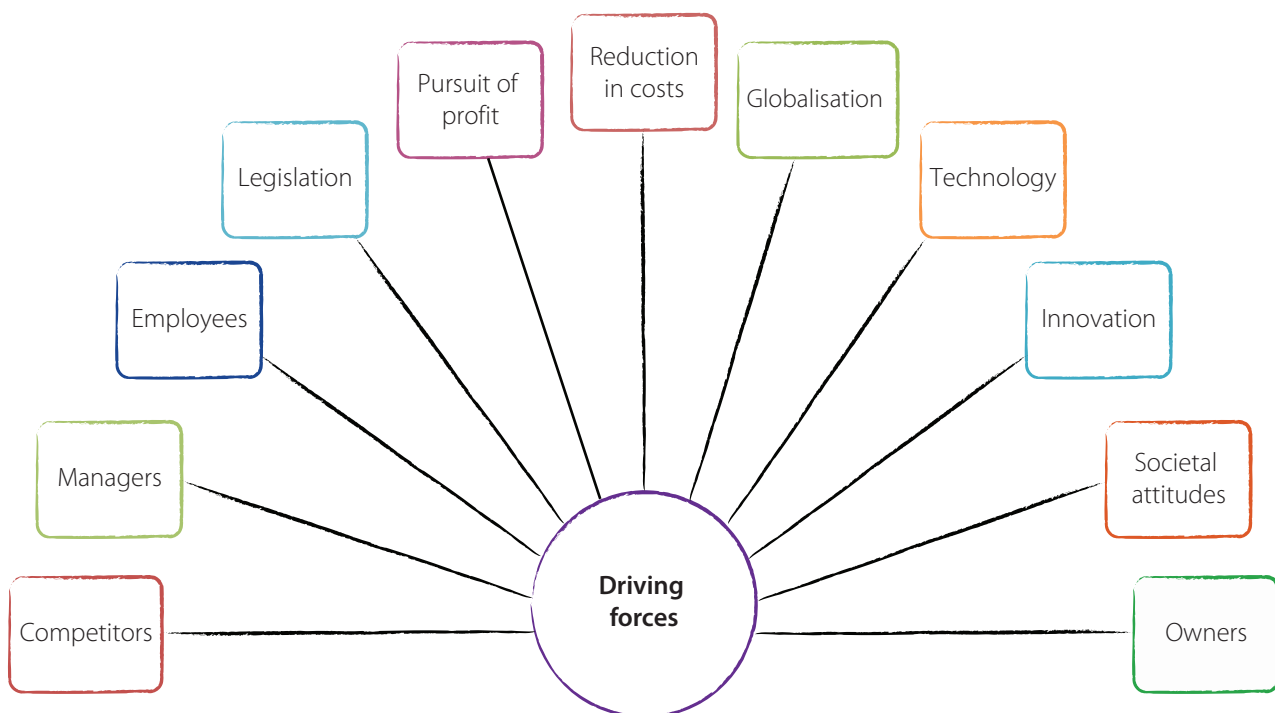 Reduction
in costs
Pursuit of
profit
Globalisation
Legislation
Technology
Employees
Innovation
Managers
Societal
attitudes
Competitors
Driving
forces
Owners